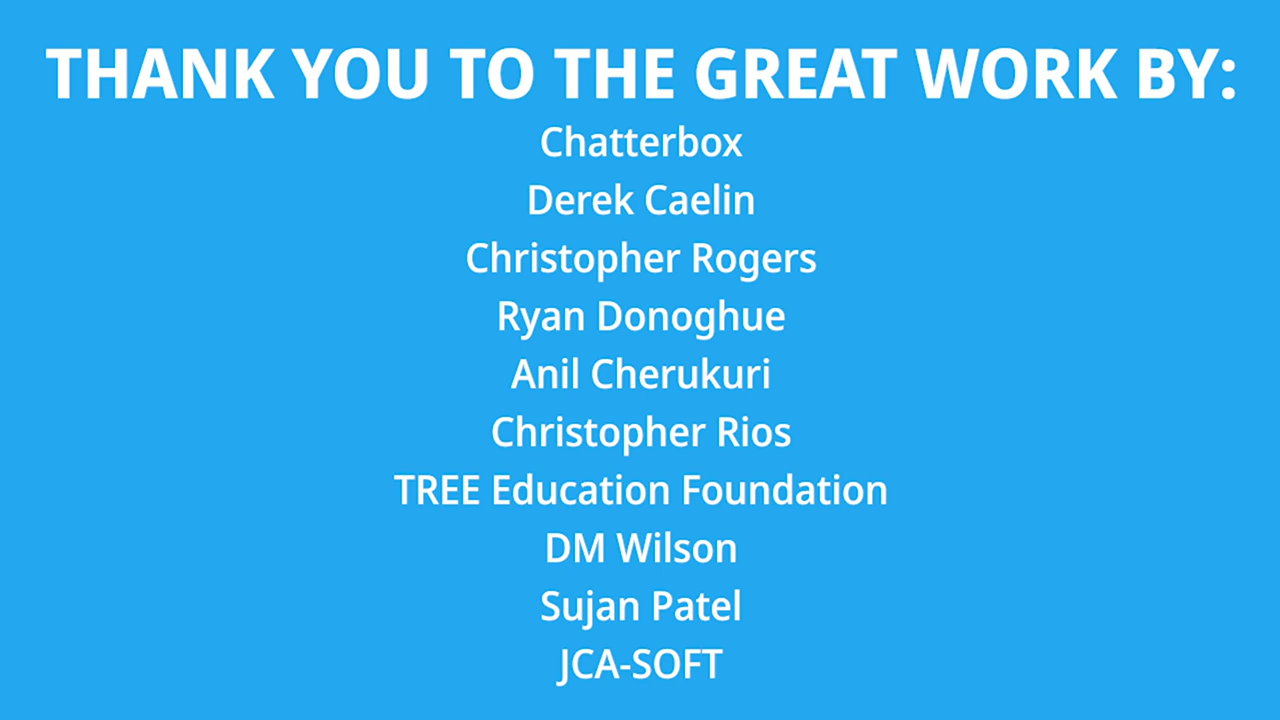 THANK YOU TO THE GREAT WORK BY:
Chatterbox
Derek Caelin
Christopher Rogers
Ryan Donoghue
Anil Cherukuri
Christopher Rios
TREE Education Foundation
DM Wilson
Sujan Patel
JCA-SOFT